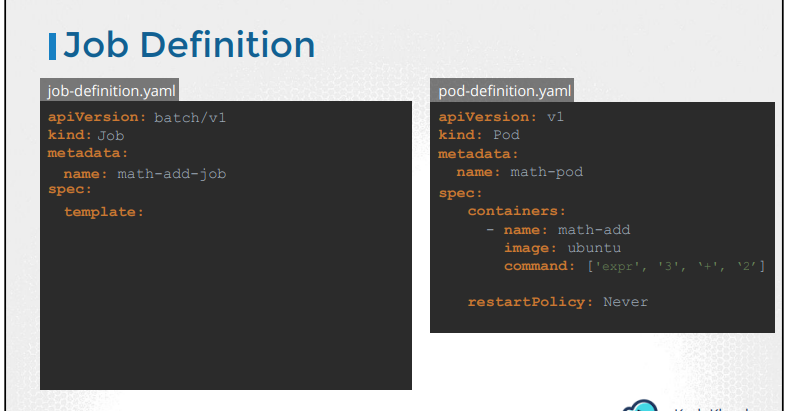 Job Definition
job-definition.yaml
apiVersion: batch/v1
kind: Job
metadata:
name: math-add-job
spec:
template:
pod-definition.yaml
apiVersion: v1
kind: Pod
metadata:
name: math-pod
spec:
containers:
- name: math-add
image: ubuntu
command: ['expr', '3', ‘+’, ‘2’]
restartPolicy: Never